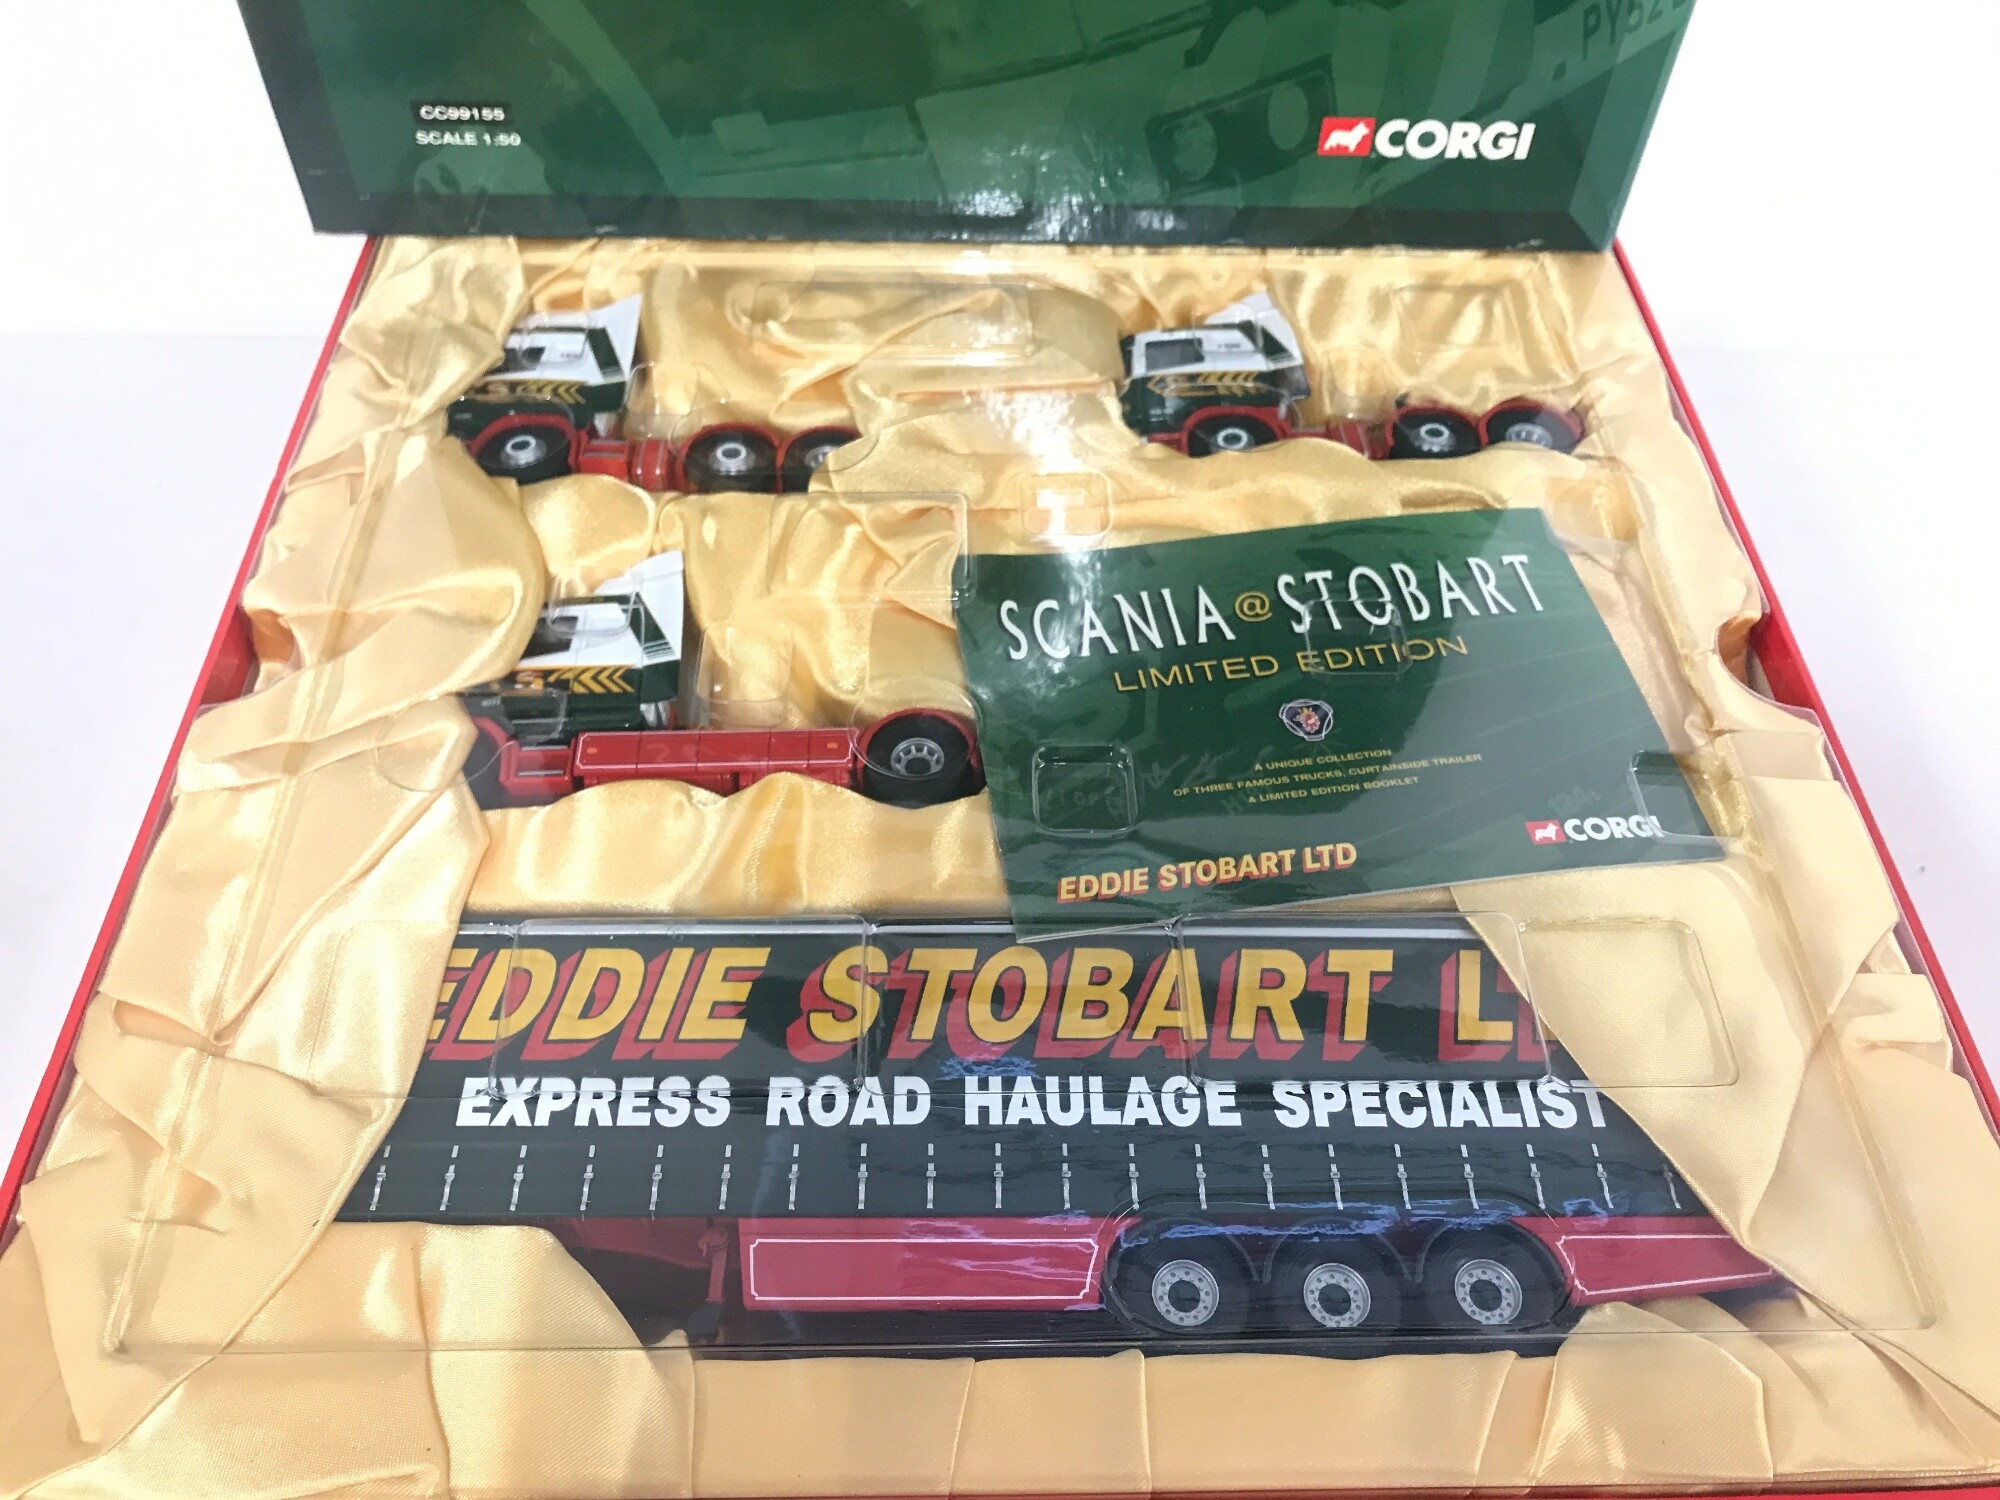 CC99155
SCALE 1:50
CORGI
SCANIA @ STOBART
LIMITED EDITION
A UNIQUE COLLECTION
OF THREE FAMOUS TRUCKS, CURTAINSIDE TRAILER
& LIMITED EDITION BOOKLET
CORGI
EDDIE STOBART LTD
EDDIE STOBART
EXPRESS ROAD HAULAGE SPECIALIST